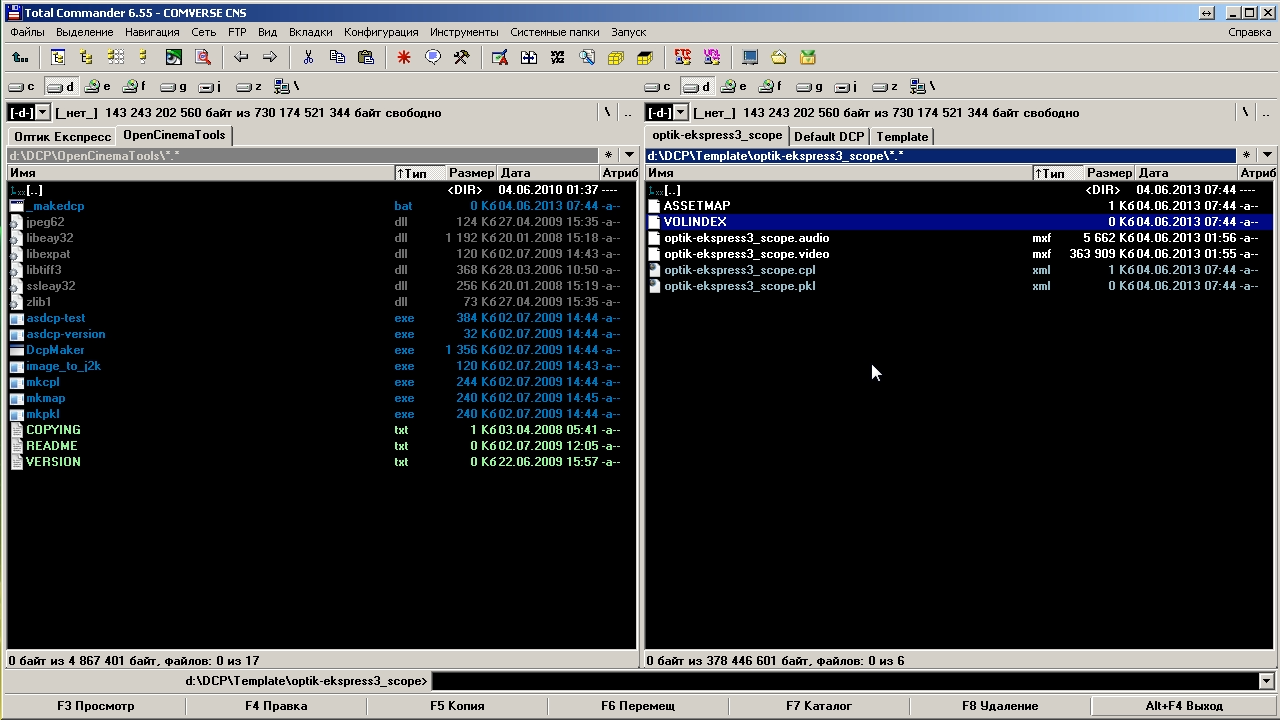 Total Commander 6.55 - COMVERSE CNS
Файлы Выделение Навигация Сеть FTP Вид Вкладки Конфигурация Инструменты Системные папки Запуск Справка
c d e f g i z \
c d e f g i z \
[-d-] [_нет_] 143 243 202 560 байт из 730 174 521 344 байт свободно \ ..
[-d-] [_нет_] 143 243 202 560 байт из 730 174 521 344 байт свободно \ ..
Оптик Експресс OpenCinemaTools
optik-ekspress3_scope Default DCP Template
d:\DCP\OpenCinemaTools\*.* *
d:\DCP\Template\optik-ekspress3_scope\*.* *
Имя ↑Тип Размер Дата Атриб
[..] <DIR> 04.06.2010 01:37 ----
_makedcp bat 0 Кб 04.06.2013 07:44 -a--
jpeg62 dll 124 Кб 27.04.2009 15:35 -a--
libeay32 dll 1 192 Кб 20.01.2008 15:18 -a--
libexpat dll 120 Кб 02.07.2009 14:43 -a--
libtiff3 dll 368 Кб 28.03.2006 10:50 -a--
ssleay32 dll 256 Кб 20.01.2008 15:19 -a--
zlib1 dll 73 Кб 27.04.2009 15:35 -a--
asdcp-test exe 384 Кб 02.07.2009 14:44 -a--
asdcp-version exe 32 Кб 02.07.2009 14:44 -a--
DcpMaker exe 1 356 Кб 02.07.2009 14:44 -a--
image_to_j2k exe 120 Кб 02.07.2009 14:43 -a--
mkcpl exe 244 Кб 02.07.2009 14:44 -a--
mkmap exe 240 Кб 02.07.2009 14:45 -a--
mkpkl exe 240 Кб 02.07.2009 14:44 -a--
COPYING txt 1 Кб 03.04.2008 05:41 -a--
README txt 0 Кб 02.07.2009 12:05 -a--
VERSION txt 0 Кб 22.06.2009 15:57 -a--
0 байт из 4 867 401 байт, файлов: 0 из 17
Имя ↑Тип Размер Дата Атриб
[..] <DIR> 04.06.2013 07:44 ----
ASSETMAP 1 Кб 04.06.2013 07:44 -a--
VOLINDEX 0 Кб 04.06.2013 07:44 -a--
optik-ekspress3_scope.audio mxf 5 662 Кб 04.06.2013 01:56 -a--
optik-ekspress3_scope.video mxf 363 909 Кб 04.06.2013 01:55 -a--
optik-ekspress3_scope.cpl xml 1 Кб 04.06.2013 07:44 -a--
optik-ekspress3_scope.pkl xml 0 Кб 04.06.2013 07:44 -a--
0 байт из 378 446 601 байт, файлов: 0 из 6
d:\DCP\Template\optik-ekspress3_scope>
F3 Просмотр F4 Правка F5 Копия F6 Перемещ F7 Каталог F8 Удаление Alt+F4 Выход